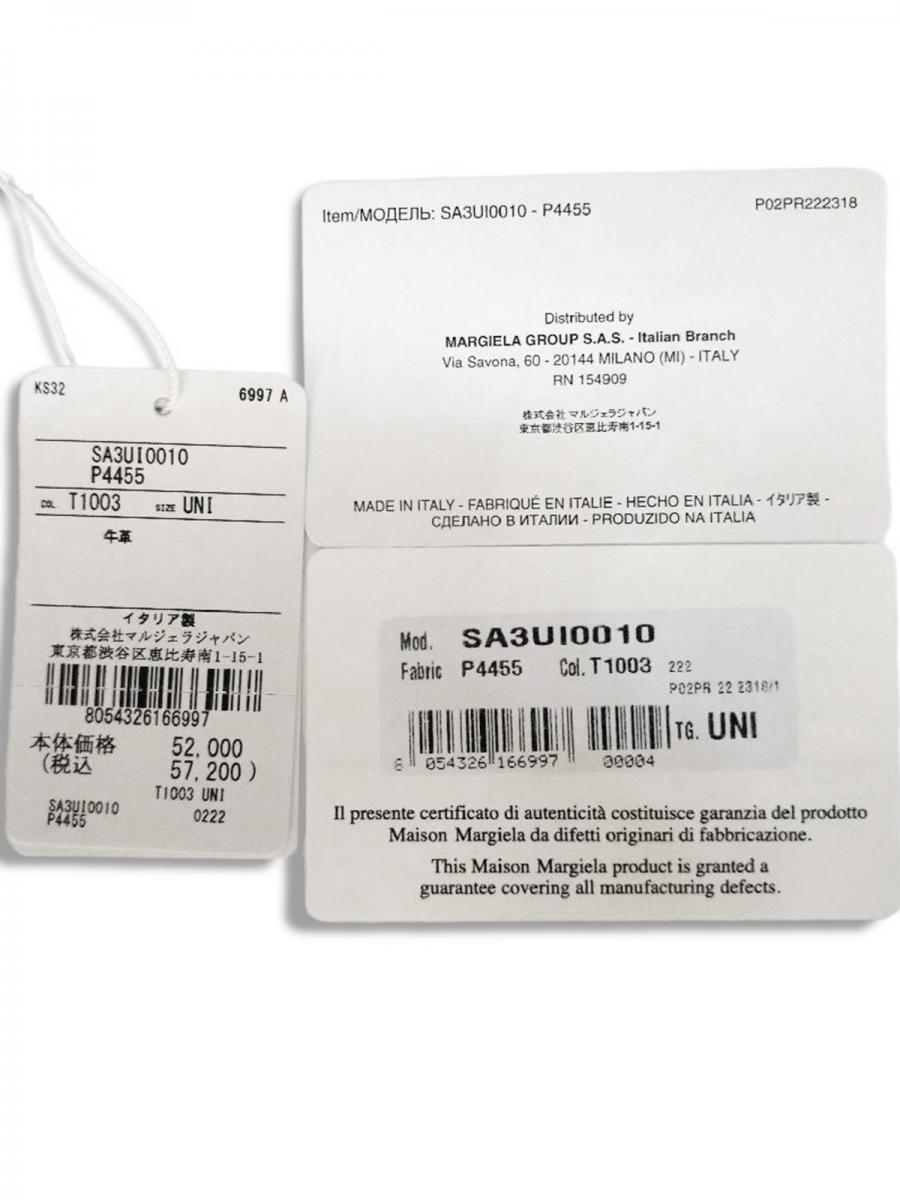 KS32
6997 A
SA3UI0010
P4455
COL. T1003 SIZE UNI
牛革
イタリア製
株式会社マルジェラジャパン
東京都渋谷区恵比寿南1-15-1
8054326166997
本体価格 52,000
(税込 57,200)
T1003 UNI
SA3UI0010
P4455 0222
Item/МОДЕЛЬ: SA3UI0010 - P4455
P02PR222318
Distributed by
MARGIELA GROUP S.A.S. - Italian Branch
Via Savona, 60 - 20144 MILANO (MI) - ITALY
RN 154909
株式会社 マルジェラジャパン
東京都渋谷区恵比寿南1-15-1
MADE IN ITALY - FABRIQUÉ EN ITALIE - HECHO EN ITALIA - イタリア製 -
СДЕЛАНО В ИТАЛИИ - PRODUZIDO NA ITALIA
Mod. SA3UI0010
Fabric P4455 Col. T1003 222
P02PR 22 2318/1
TG. UNI
8 054326 166997 00004
Il presente certificato di autenticità costituisce garanzia del prodotto
Maison Margiela da difetti originari di fabbricazione.
This Maison Margiela product is granted a
guarantee covering all manufacturing defects.